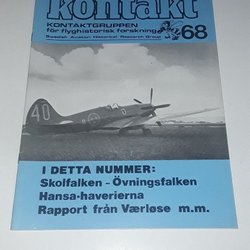 kontakt
KONTAKTGRUPPEN
för flyghistorisk forskning
Swedish Aviation Historical Research Group
68
40
I DETTA NUMMER:
Skolfalken - Övningsfalken
Hansa-haverierna
Rapport från Værløse m.m.